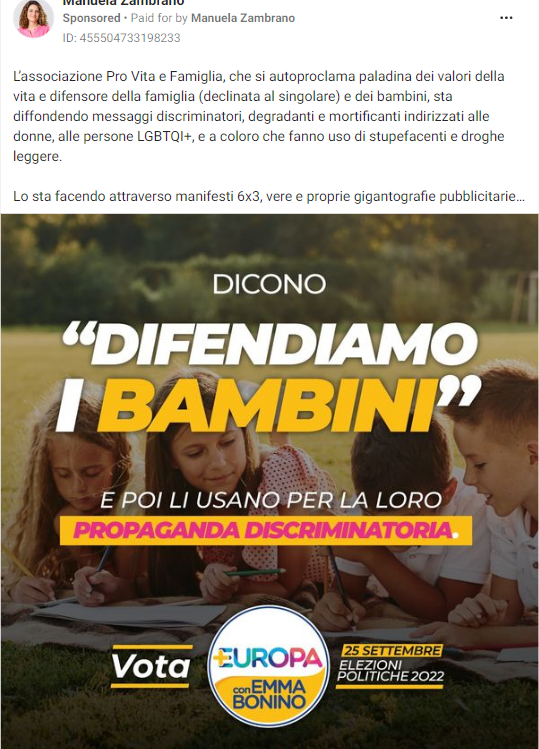 Manuela Zambrano
Sponsored • Paid for by Manuela Zambrano
ID: 455504733198233
L'associazione Pro Vita e Famiglia, che si autoproclama paladina dei valori della
vita e difensore della famiglia (declinata al singolare) e dei bambini, sta
diffondendo messaggi discriminatori, degradanti e mortificanti indirizzati alle
donne, alle persone LGBTQI+, e a coloro che fanno uso di stupefacenti e droghe
leggere.
Lo sta facendo attraverso manifesti 6x3, vere e proprie gigantografie pubblicitarie...
DICONO
“DIFENDIAMO
I BAMBINI”
E POI LI USANO PER LA LORO
PROPAGANDA DISCRIMINATORIA.
Vota
+EUROPA
con EMMA
BONINO
25 SETTEMBRE
ELEZIONI
POLITICHE 2022